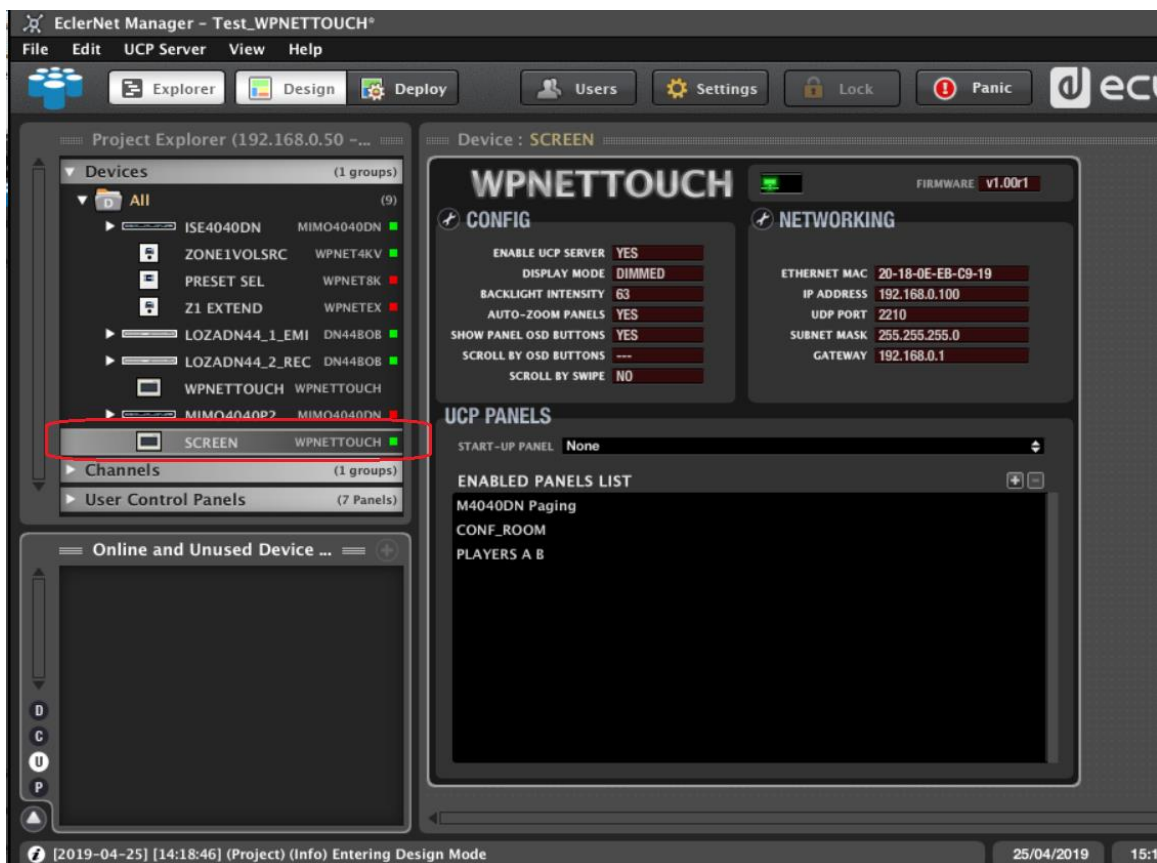 EclerNet Manager - Test_WPNETTOUCH*
File Edit UCP Server View Help
Explorer Design Deploy Users Settings Lock Panic
Project Explorer (192.168.0.50 -...
Device : SCREEN
Devices (1 groups)
All (9)
ISE4040DN MIMO4040DN
ZONE1VOLSRC WPNET4KV
PRESET SEL WPNET8K
Z1 EXTEND WPNETEX
LOZADN44_1_EMI DN44BOB
LOZADN44_2_REC DN44BOB
WPNETTOUCH WPNETTOUCH
MIMO4040P2 MIMO4040DN
SCREEN WPNETTOUCH
Channels (1 groups)
User Control Panels (7 Panels)
Online and Unused Device ...
D
C
U
P
WPNETTOUCH
FIRMWARE v1.00r1
CONFIG
ENABLE UCP SERVER YES
DISPLAY MODE DIMMED
BACKLIGHT INTENSITY 63
AUTO-ZOOM PANELS YES
SHOW PANEL OSD BUTTONS YES
SCROLL BY OSD BUTTONS ---
SCROLL BY SWIPE NO
NETWORKING
ETHERNET MAC 20-18-0E-EB-C9-19
IP ADDRESS 192.168.0.100
UDP PORT 2210
SUBNET MASK 255.255.255.0
GATEWAY 192.168.0.1
UCP PANELS
START-UP PANEL None
ENABLED PANELS LIST
M4040DN Paging
CONF_ROOM
PLAYERS A B
[2019-04-25] [14:18:46] (Project) (Info) Entering Design Mode
25/04/2019